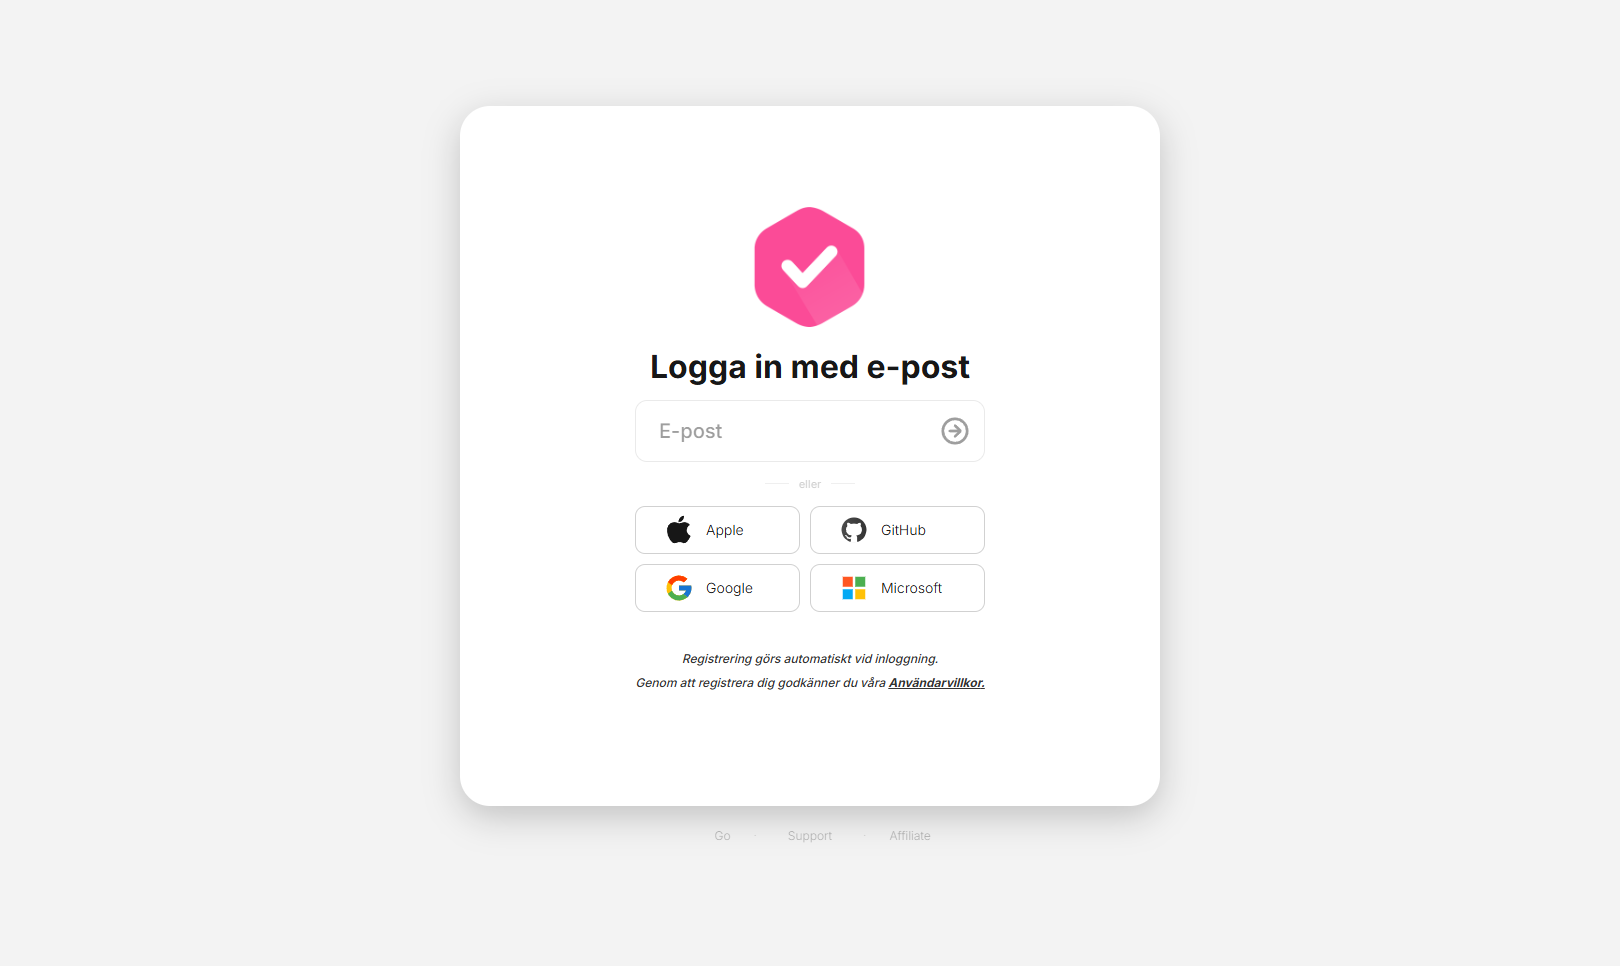 Logga in med e-post
E-post
eller
Apple
GitHub
Google
Microsoft
Registrering görs automatiskt vid inloggning.
Genom att registrera dig godkänner du våra Användarvillkor.
Go · Support · Affiliate